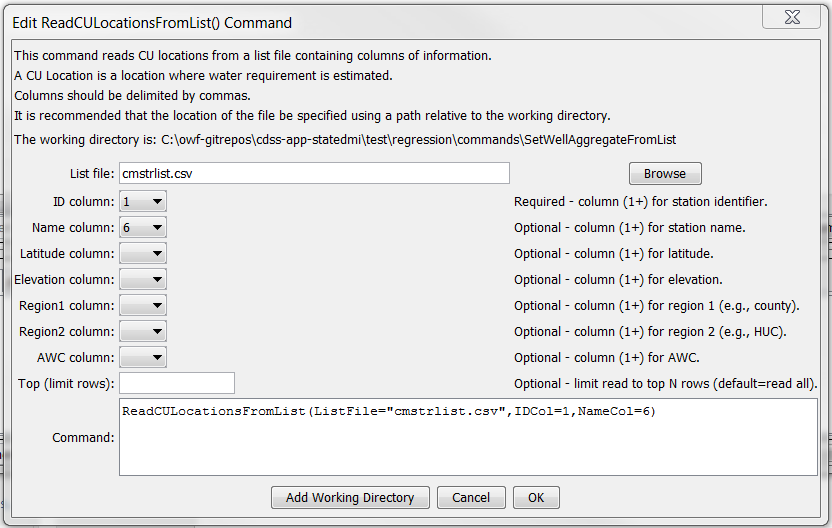 Edit ReadCULocationsFromList() Command
This command reads CU locations from a list file containing columns of information.
A CU Location is a location where water requirement is estimated.
Columns should be delimited by commas.
It is recommended that the location of the file be specified using a path relative to the working directory.
The working directory is: C:\owf-gitrepos\cdss-app-statedmi\test\regression\commands\SetWellAggregateFromList
List file: cmstrlist.csv Browse
ID column: 1 Required - column (1+) for station identifier.
Name column: 6 Optional - column (1+) for station name.
Latitude column: Optional - column (1+) for latitude.
Elevation column: Optional - column (1+) for elevation.
Region1 column: Optional - column (1+) for region 1 (e.g., county).
Region2 column: Optional - column (1+) for region 2 (e.g., HUC).
AWC column: Optional - column (1+) for AWC.
Top (limit rows): Optional - limit read to top N rows (default=read all).
Command: ReadCULocationsFromList(ListFile="cmstrlist.csv",IDCol=1,NameCol=6)
Add Working Directory Cancel OK